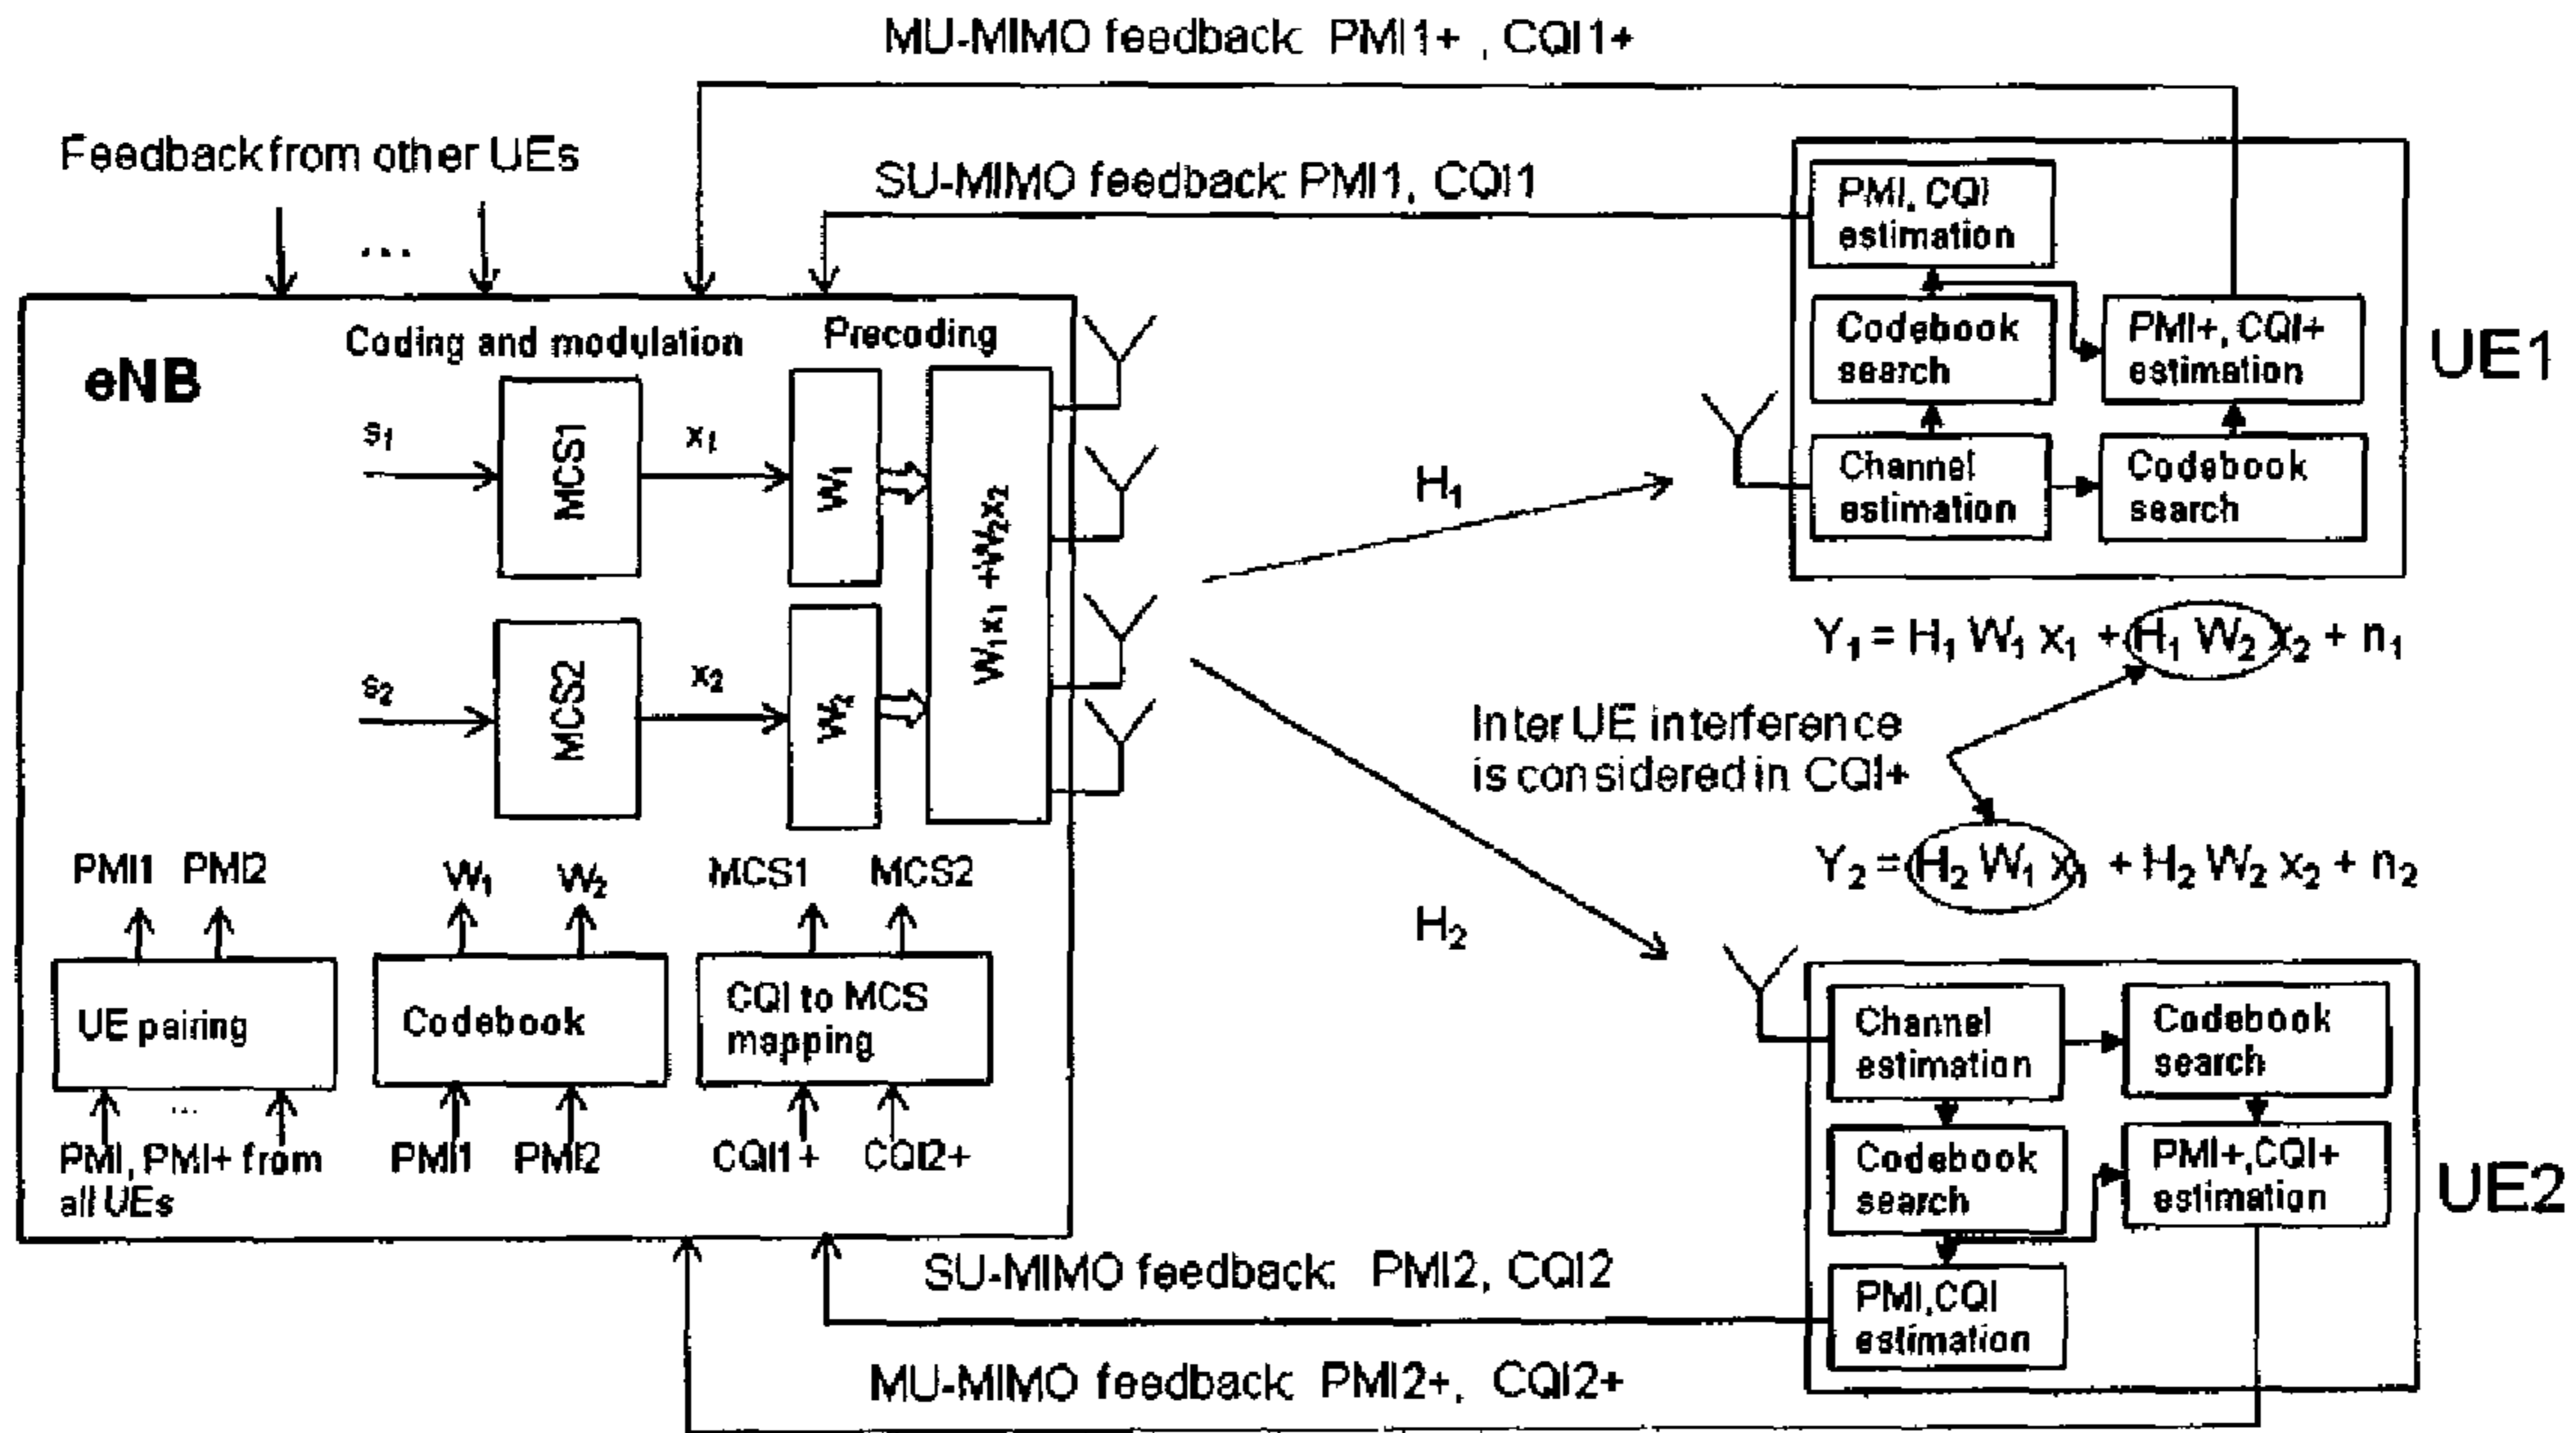 MU-MIMO feedback: PMI1+ , CQI1+
Feedback from other UEs
...
SU-MIMO feedback: PMI1, CQI1
eNB
Coding and modulation
Precoding
s1
MCS1
x1
W1
s2
MCS2
x2
W2
W1x1 +W2x2
PMI1 PMI2
W1 W2
MCS1 MCS2
UE pairing
Codebook
CQI to MCS
mapping
...
PMI, PMI+ from
all UEs
PMI1 PMI2
CQI1+ CQI2+
H1
H2
UE1
PMI, CQI
estimation
Codebook
search
PMI+, CQI+
estimation
Channel
estimation
Codebook
search
Y1 = H1 W1 x1 + H1 W2 x2 + n1
Inter UE interference
is considered in CQI+
Y2 = H2 W1 x1 + H2 W2 x2 + n2
UE2
Channel
estimation
Codebook
search
Codebook
search
PMI+,CQI+
estimation
PMI,CQI
estimation
SU-MIMO feedback: PMI2, CQI2
MU-MIMO feedback: PMI2+, CQI2+